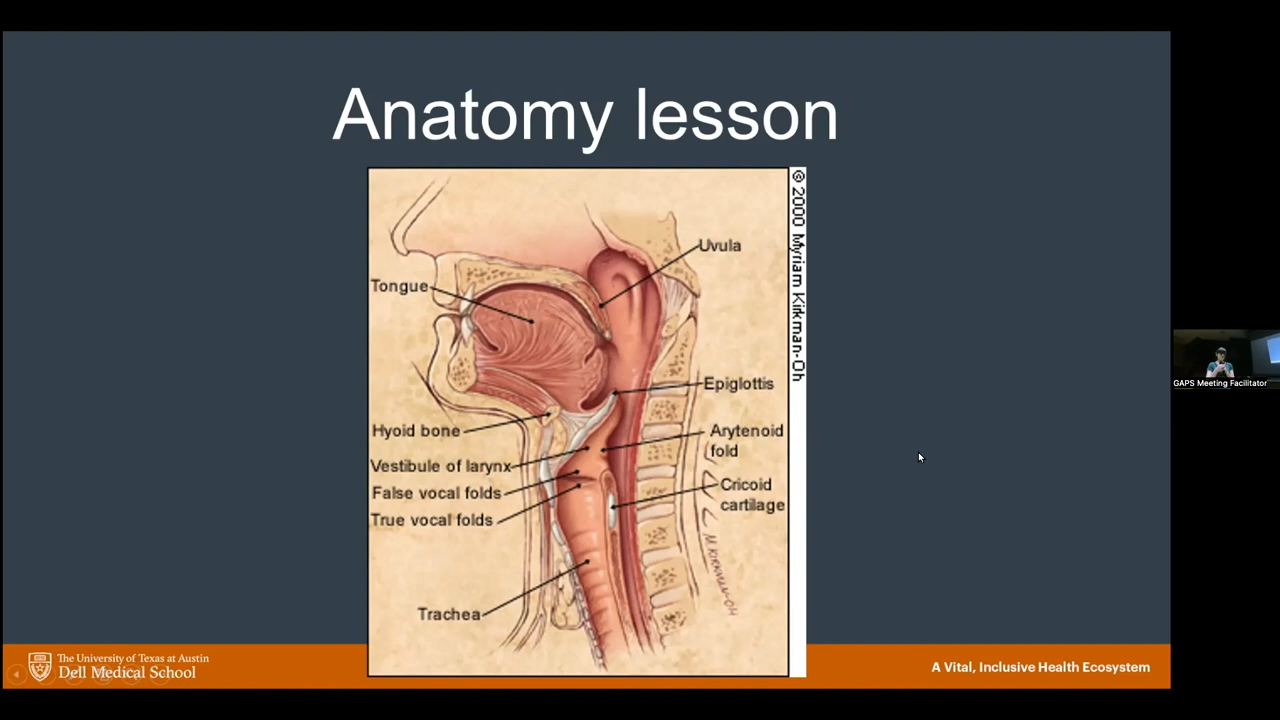 Anatomy lesson
© 2000 Myriam Kirkman-Oh
Uvula
Tongue
Epiglottis
Hyoid bone
Arytenoid
fold
Vestibule of larynx
Cricoid
cartilage
False vocal folds
True vocal folds
M. KIRKMAN-OH
Trachea
The University of Texas at Austin
Dell Medical School
A Vital, Inclusive Health Ecosystem
GAPS Meeting Facilitator